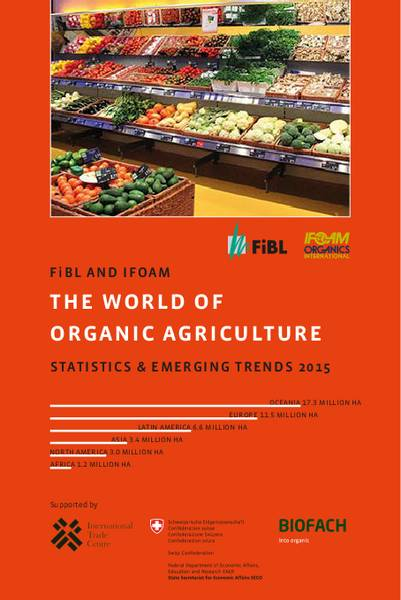 FiBL
IFOAM
ORGANICS
INTERNATIONAL
FiBL AND IFOAM
THE WORLD OF
ORGANIC AGRICULTURE
STATISTICS & EMERGING TRENDS 2015
OCEANIA 17.3 MILLION HA
EUROPE 11.5 MILLION HA
LATIN AMERICA 6.6 MILLION HA
ASIA 3.4 MILLION HA
NORTH AMERICA 3.0 MILLION HA
AFRICA 1.2 MILLION HA
Supported by
International
Trade
Centre
Schweizerische Eidgenossenschaft
Confédération suisse
Confederazione Svizzera
Confederaziun svizra
Swiss Confederation
Federal Department of Economic Affairs,
Education and Research EAER
State Secretariat for Economic Affairs SECO
BIOFACH
into organic